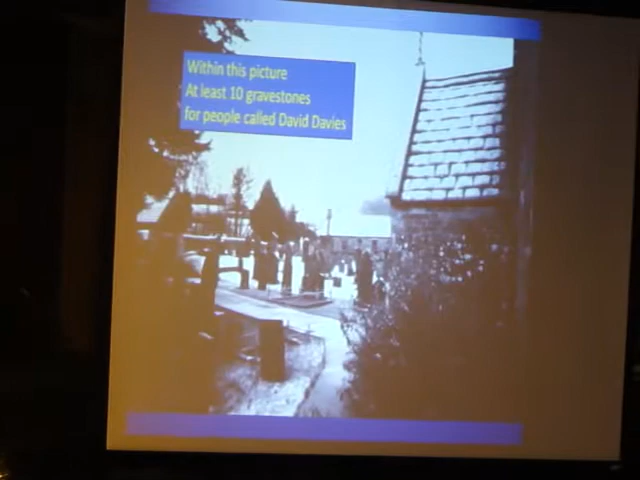 Within this picture
At least 10 gravestones
for people called David Davies